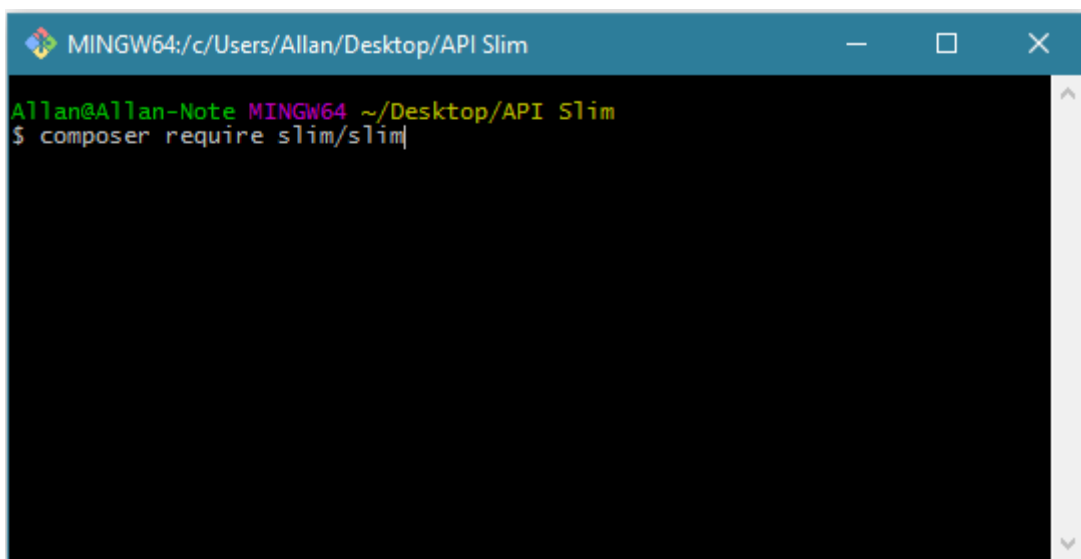 MINGW64:/c/Users/Allan/Desktop/API Slim
Allan@Allan-Note MINGW64 ~/Desktop/API Slim
$ composer require slim/slim